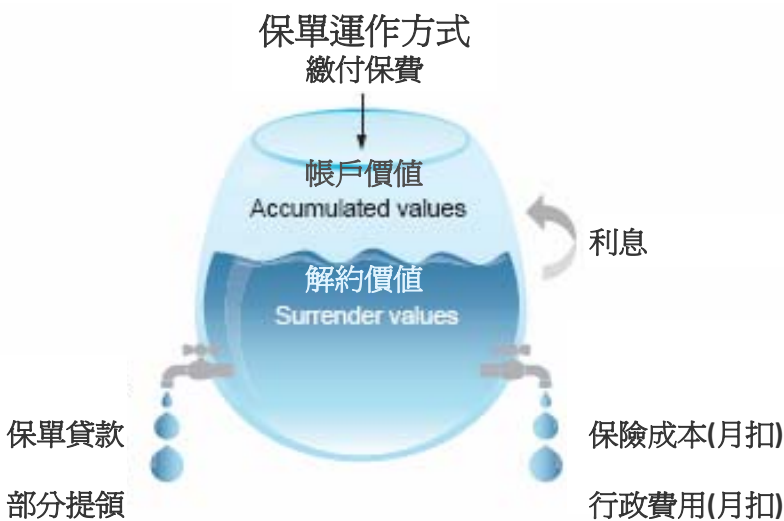 保單運作方式
繳付保費
帳戶價值
Accumulated values
利息
解約價值
Surrender values
保單貸款
部分提領
保險成本(月扣)
行政費用(月扣)